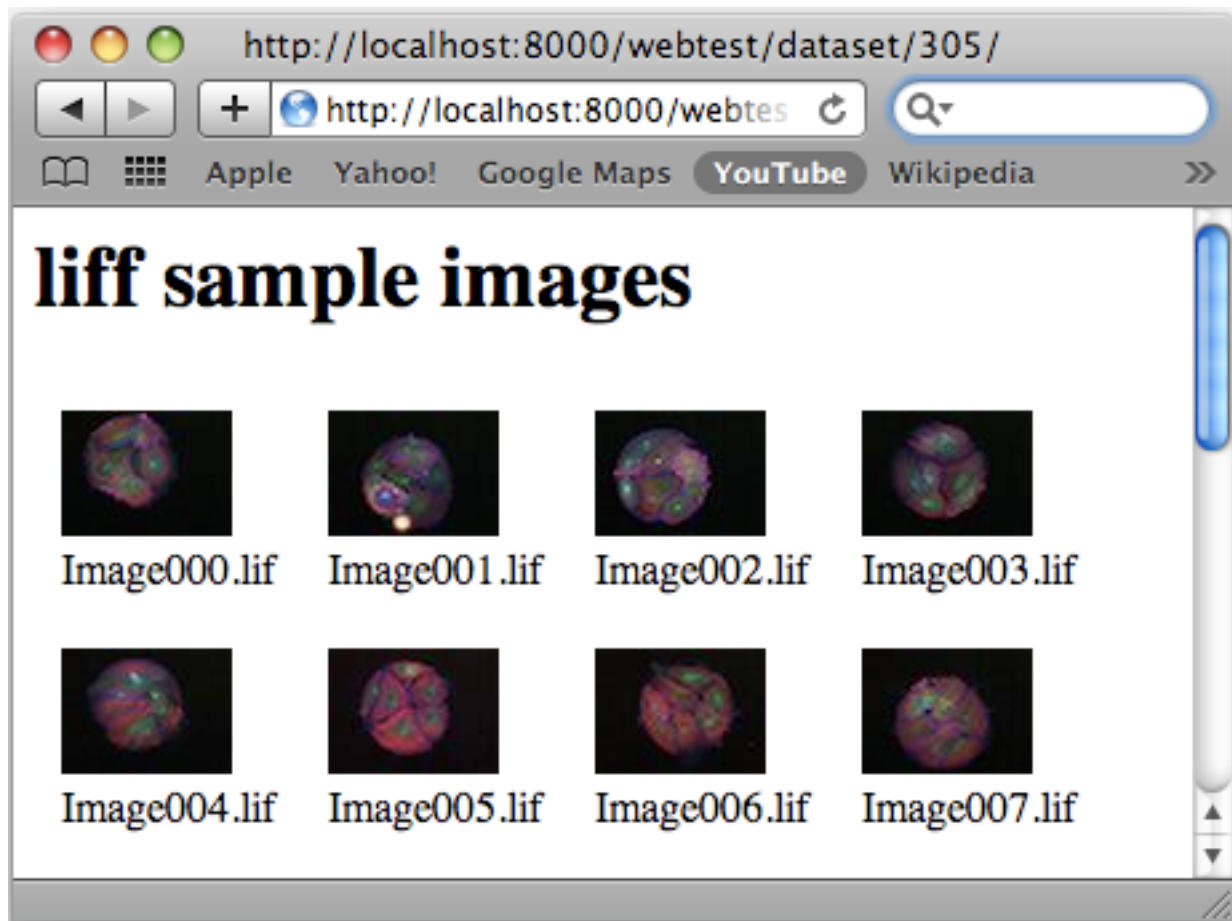 http://localhost:8000/webtest/dataset/305/
http://localhost:8000/webtes
Apple Yahoo! Google Maps YouTube Wikipedia
liff sample images
Image000.lif Image001.lif Image002.lif Image003.lif
Image004.lif Image005.lif Image006.lif Image007.lif